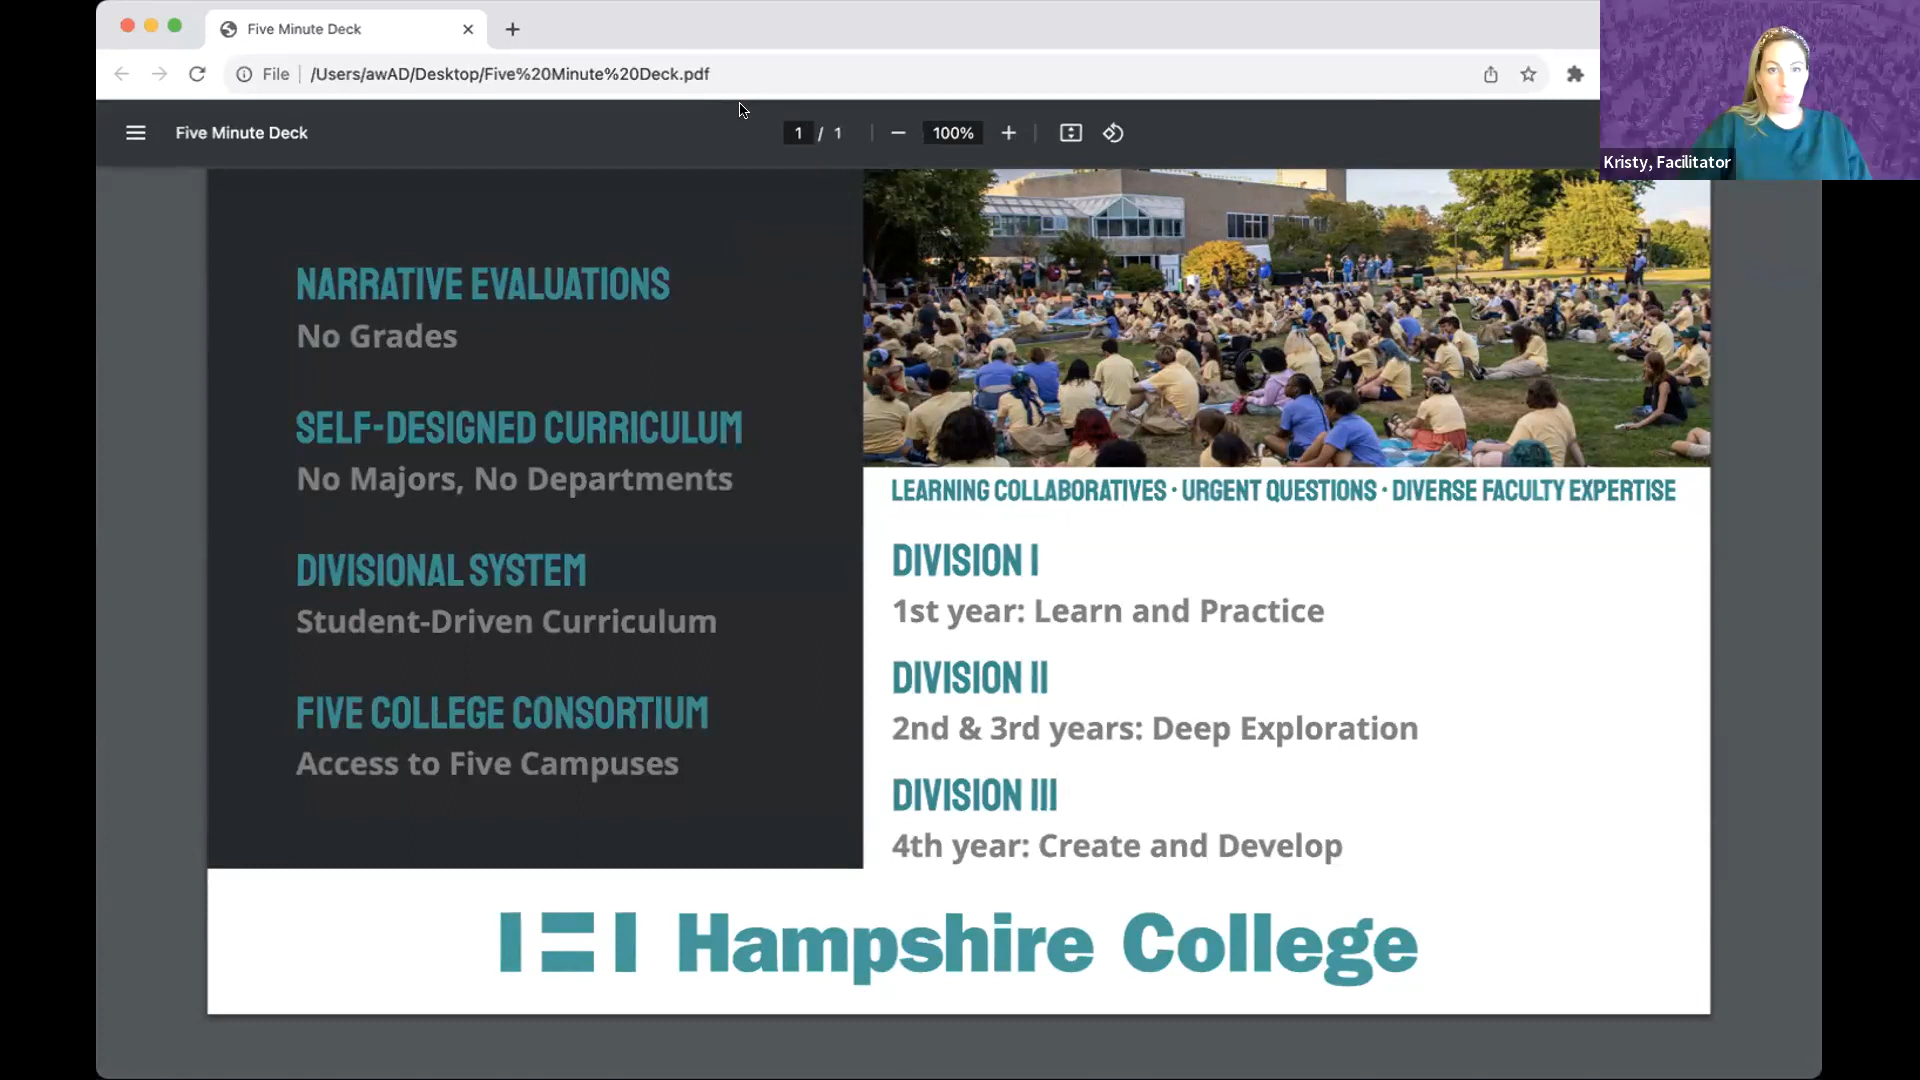 Five Minute Deck
File
/Users/awAD/Desktop/Five%20Minute%20Deck.pdf
Five Minute Deck
1 / 1
100%
Kristy, Facilitator
NARRATIVE EVALUATIONS
No Grades
SELF-DESIGNED CURRICULUM
No Majors, No Departments
DIVISIONAL SYSTEM
Student-Driven Curriculum
FIVE COLLEGE CONSORTIUM
Access to Five Campuses
LEARNING COLLABORATIVES · URGENT QUESTIONS · DIVERSE FACULTY EXPERTISE
DIVISION I
1st year: Learn and Practice
DIVISION II
2nd & 3rd years: Deep Exploration
DIVISION III
4th year: Create and Develop
Hampshire College